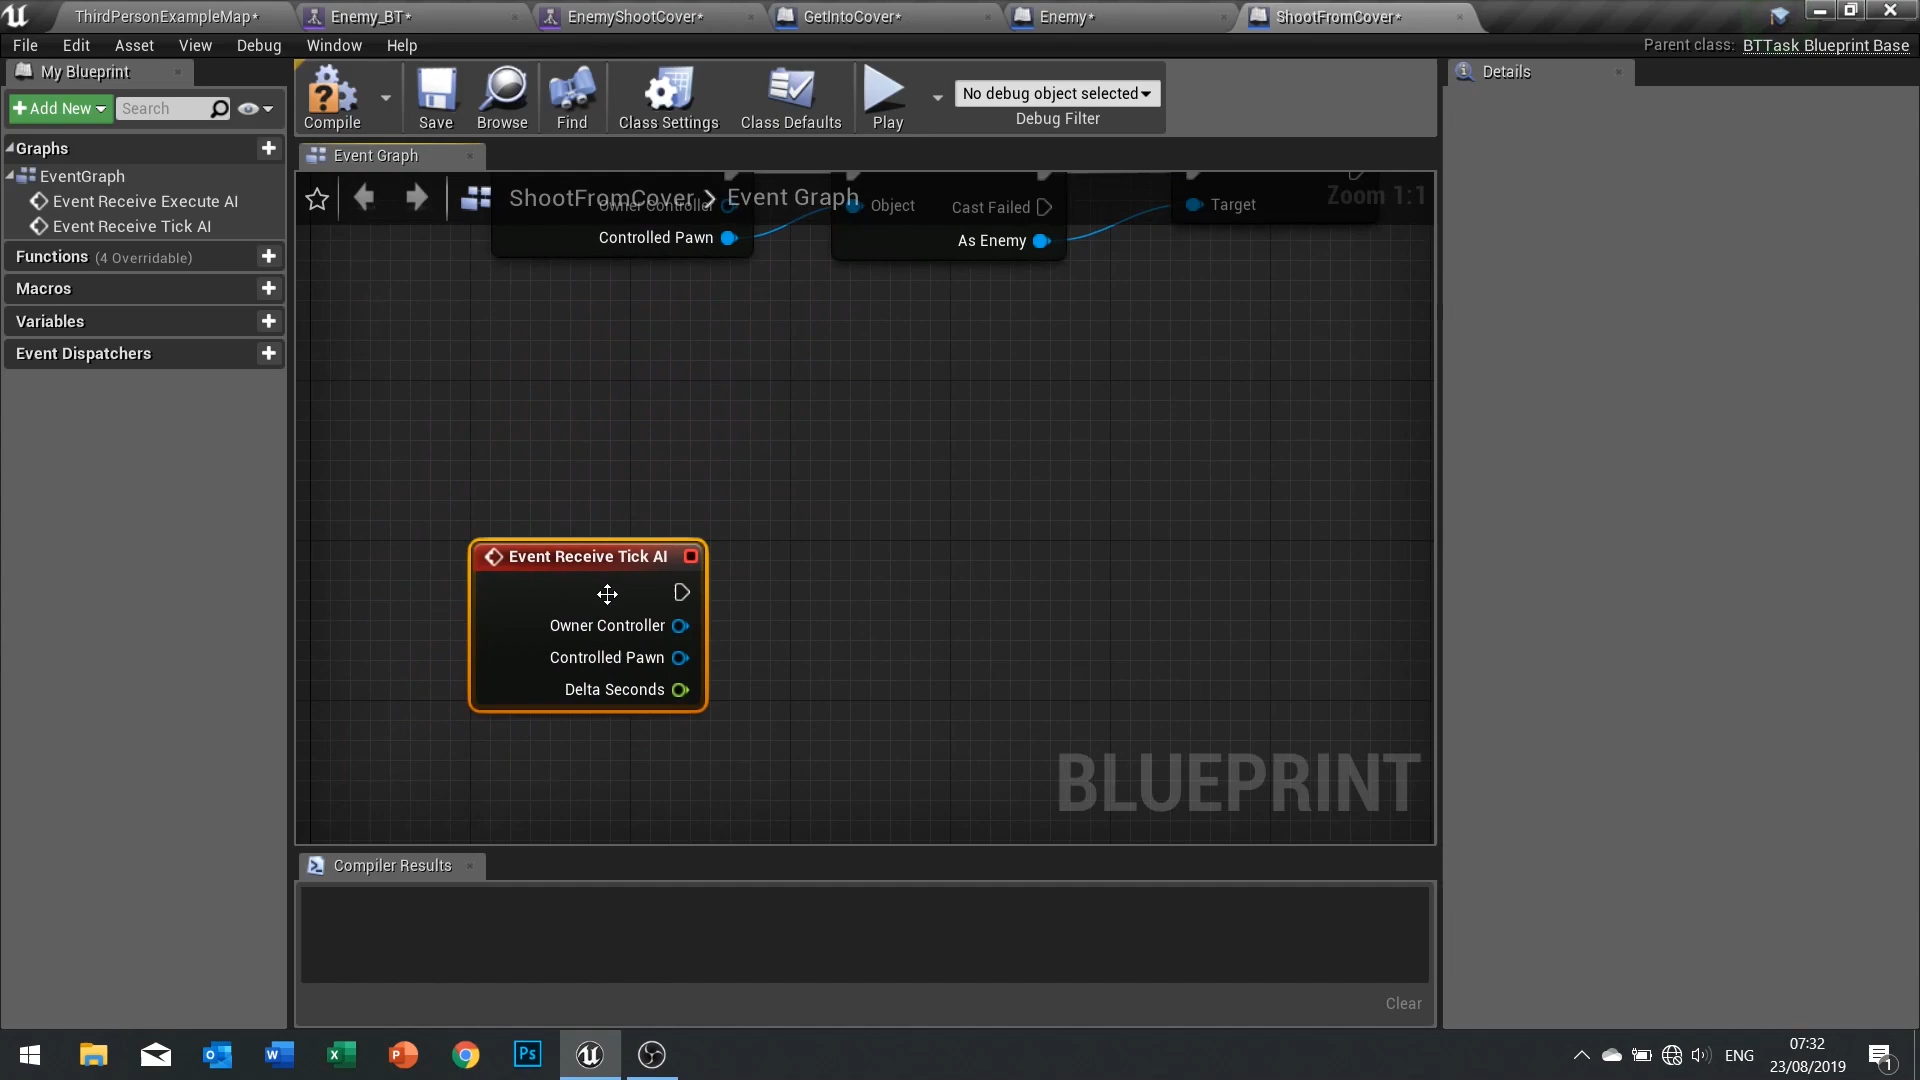 ThirdPersonExampleMap*
Enemy_BT*
EnemyShootCover*
GetIntoCover*
Enemy*
ShootFromCover*
File Edit Asset View Debug Window Help
Parent class: BTTask Blueprint Base
My Blueprint
Add New
Search
Compile
Save
Browse
Find
Class Settings
Class Defaults
Play
No debug object selected
Debug Filter
Details
Graphs
EventGraph
Event Receive Execute AI
Event Receive Tick AI
Functions (4 Overridable)
Macros
Variables
Event Dispatchers
Event Graph
ShootFromCover > Event Graph
Zoom 1:1
Owner Controller
Controlled Pawn
Object
Cast Failed
As Enemy
Target
Event Receive Tick AI
Owner Controller
Controlled Pawn
Delta Seconds
BLUEPRINT
Compiler Results
Clear
ENG
07:32
23/08/2019
1